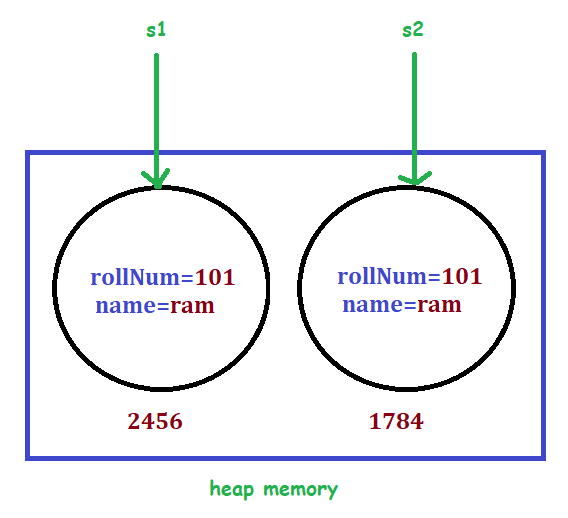 s1
s2
rollNum=101
name=ram
rollNum=101
name=ram
2456
1784
heap memory